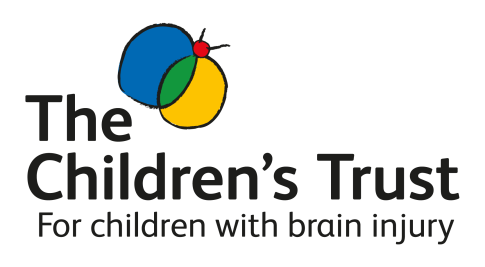 The
Children’s Trust
For children with brain injury